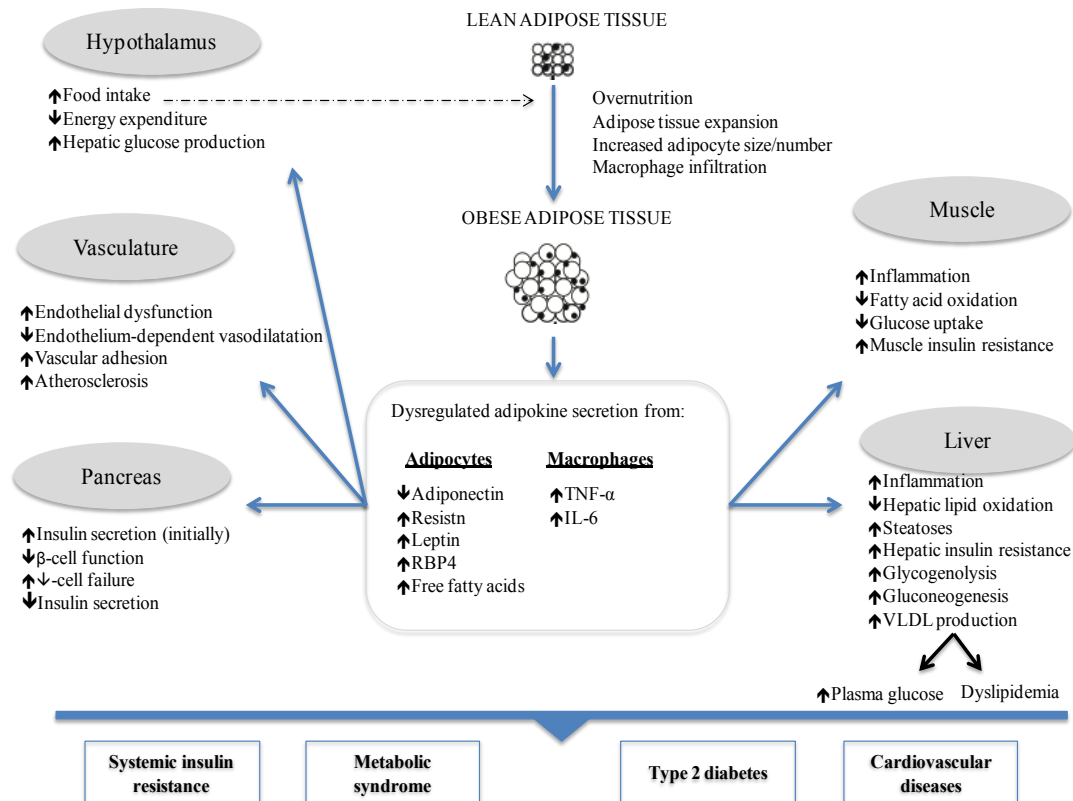 LEAN ADIPOSE TISSUE
Hypothalamus
↑Food intake
↓Energy expenditure
↑Hepatic glucose production
Overnutrition
Adipose tissue expansion
Increased adipocyte size/number
Macrophage infiltration
OBESE ADIPOSE TISSUE
Vasculature
↑Endothelial dysfunction
↓Endothelium-dependent vasodilatation
↑Vascular adhesion
↑Atherosclerosis
Muscle
↑Inflammation
↓Fatty acid oxidation
↓Glucose uptake
↑Muscle insulin resistance
Pancreas
↑Insulin secretion (initially)
↓β-cell function
↑↓-cell failure
↓Insulin secretion
Dysregulated adipokine secretion from:
Adipocytes
↓Adiponectin
↑Resistn
↑Leptin
↑RBP4
↑Free fatty acids
Macrophages
↑TNF-α
↑IL-6
Liver
↑Inflammation
↓Hepatic lipid oxidation
↑Steatoses
↑Hepatic insulin resistance
↑Glycogenolysis
↑Gluconeogenesis
↑VLDL production
↑Plasma glucose
Dyslipidemia
Systemic insulin
resistance
Metabolic
syndrome
Type 2 diabetes
Cardiovascular
diseases